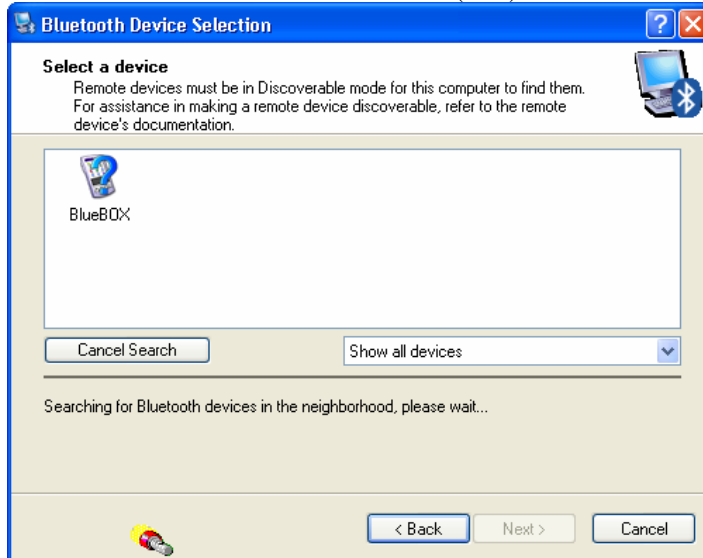 Bluetooth Device Selection
Select a device
Remote devices must be in Discoverable mode for this computer to find them.
For assistance in making a remote device discoverable, refer to the remote
device's documentation.
BlueBOX
Cancel Search
Show all devices
Searching for Bluetooth devices in the neighborhood, please wait...
< Back
Next >
Cancel